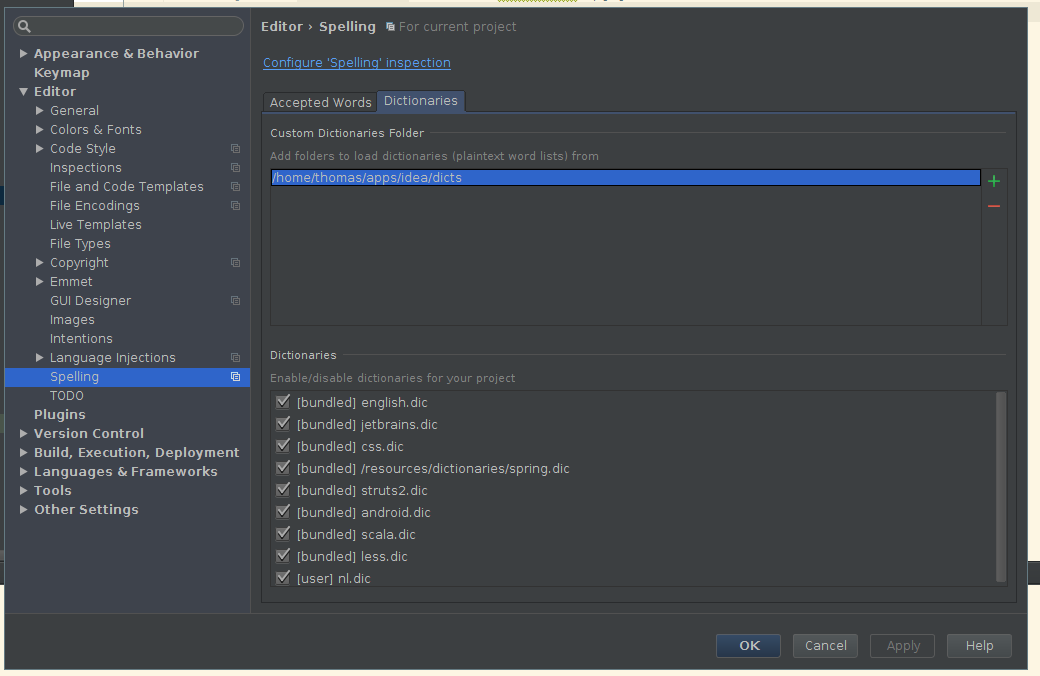 Appearance & Behavior
Keymap
Editor
General
Colors & Fonts
Code Style
Inspections
File and Code Templates
File Encodings
Live Templates
File Types
Copyright
Emmet
GUI Designer
Images
Intentions
Language Injections
Spelling
TODO
Plugins
Version Control
Build, Execution, Deployment
Languages & Frameworks
Tools
Other Settings
Editor › Spelling For current project
Configure 'Spelling' inspection
Accepted Words Dictionaries
Custom Dictionaries Folder
Add folders to load dictionaries (plaintext word lists) from
/home/thomas/apps/idea/dicts
Dictionaries
Enable/disable dictionaries for your project
[bundled] english.dic
[bundled] jetbrains.dic
[bundled] css.dic
[bundled] /resources/dictionaries/spring.dic
[bundled] struts2.dic
[bundled] android.dic
[bundled] scala.dic
[bundled] less.dic
[user] nl.dic
OK Cancel Apply Help